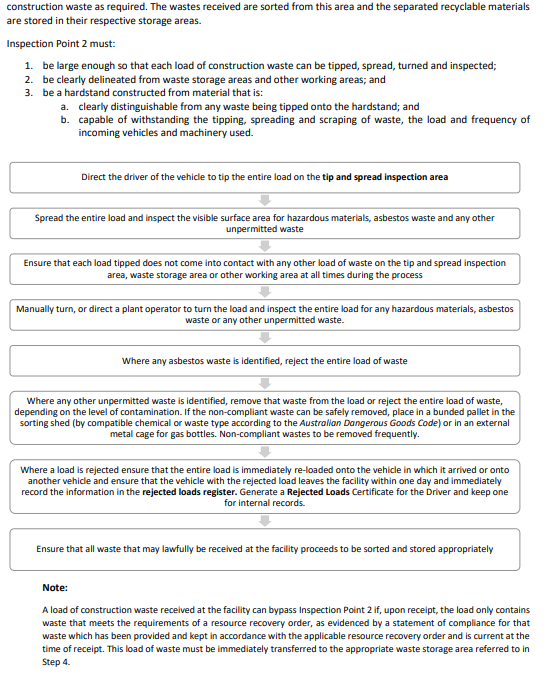 construction waste as required. The wastes received are sorted from this area and the separated recyclable materials
are stored in their respective storage areas.
Inspection Point 2 must:
1. be large enough so that each load of construction waste can be tipped, spread, turned and inspected;
2. be clearly delineated from waste storage areas and other working areas; and
3. be a hardstand constructed from material that is:
a. clearly distinguishable from any waste being tipped onto the hardstand; and
b. capable of withstanding the tipping, spreading and scraping of waste, the load and frequency of
incoming vehicles and machinery used.
Direct the driver of the vehicle to tip the entire load on the tip and spread inspection area
Spread the entire load and inspect the visible surface area for hazardous materials, asbestos waste and any other
unpermitted waste
Ensure that each load tipped does not come into contact with any other load of waste on the tip and spread inspection
area, waste storage area or other working area at all times during the process
Manually turn, or direct a plant operator to turn the load and inspect the entire load for any hazardous materials, asbestos
waste or any other unpermitted waste.
Where any asbestos waste is identified, reject the entire load of waste
Where any other unpermitted waste is identified, remove that waste from the load or reject the entire load of waste,
depending on the level of contamination. If the non-compliant waste can be safely removed, place in a bunded pallet in the
sorting shed (by compatible chemical or waste type according to the Australian Dangerous Goods Code) or in an external
metal cage for gas bottles. Non-compliant wastes to be removed frequently.
Where a load is rejected ensure that the entire load is immediately re-loaded onto the vehicle in which it arrived or onto
another vehicle and ensure that the vehicle with the rejected load leaves the facility within one day and immediately
record the information in the rejected loads register. Generate a Rejected Loads Certificate for the Driver and keep one
for internal records.
Ensure that all waste that may lawfully be received at the facility proceeds to be sorted and stored appropriately
Note:
A load of construction waste received at the facility can bypass Inspection Point 2 if, upon receipt, the load only contains
waste that meets the requirements of a resource recovery order, as evidenced by a statement of compliance for that
waste which has been provided and kept in accordance with the applicable resource recovery order and is current at the
time of receipt. This load of waste must be immediately transferred to the appropriate waste storage area referred to in
Step 4.